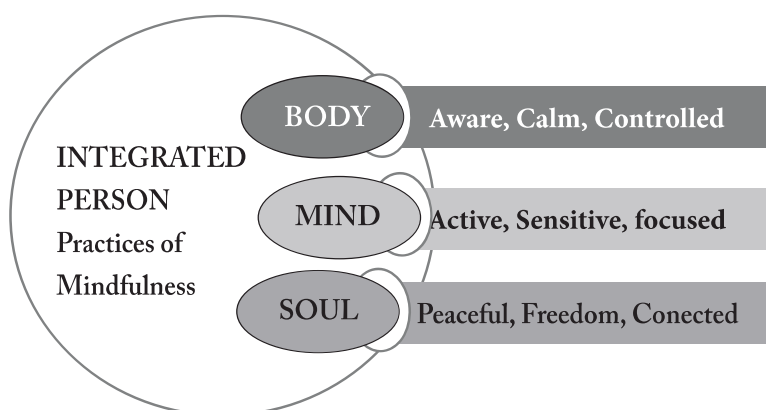 INTEGRATED
PERSON
Practices of
Mindfulness
BODY
Aware, Calm, Controlled
MIND
Active, Sensitive, focused
SOUL
Peaceful, Freedom, Conected